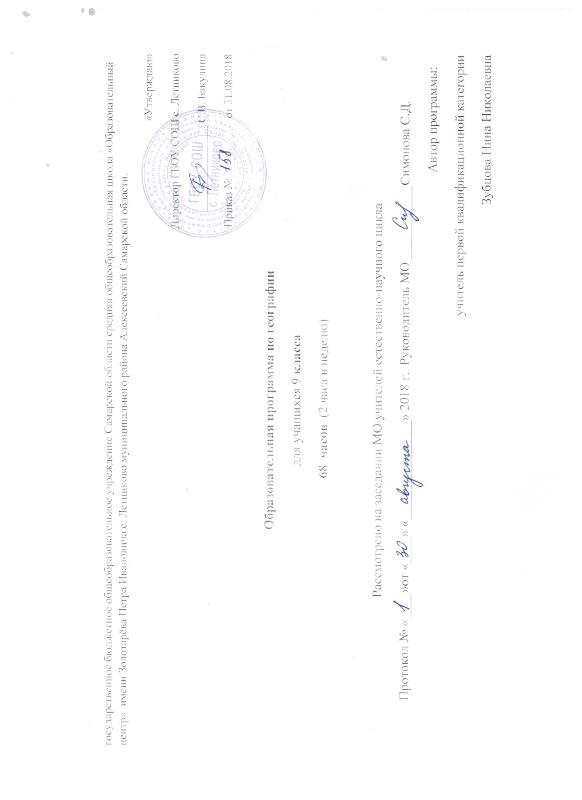 государственное бюджетное общеобразовательное учреждение Самарской области средняя общеобразовательная школа «Образовательный
центр» имени Золотарёва Петра Ивановича с. Летниково муниципального района Алексеевский Самарской области.
«Утверждаю»
Директор ГБОУ СОШ с. Летниково
С.В. Бакулина
Приказ № 168 от 31.08.2018
Образовательная программа по географии
для учащихся 9 класса
68 часов (2 часа в неделю)
Рассмотрено на заседании МО учителей естественно-научного цикла
Протокол № « 1 »от « 30 » « августа » 2018 г. Руководитель МО Симонова С.Д.
Автор программы:
учитель первой квалификационной категории
Зубцова Нина Николаевна